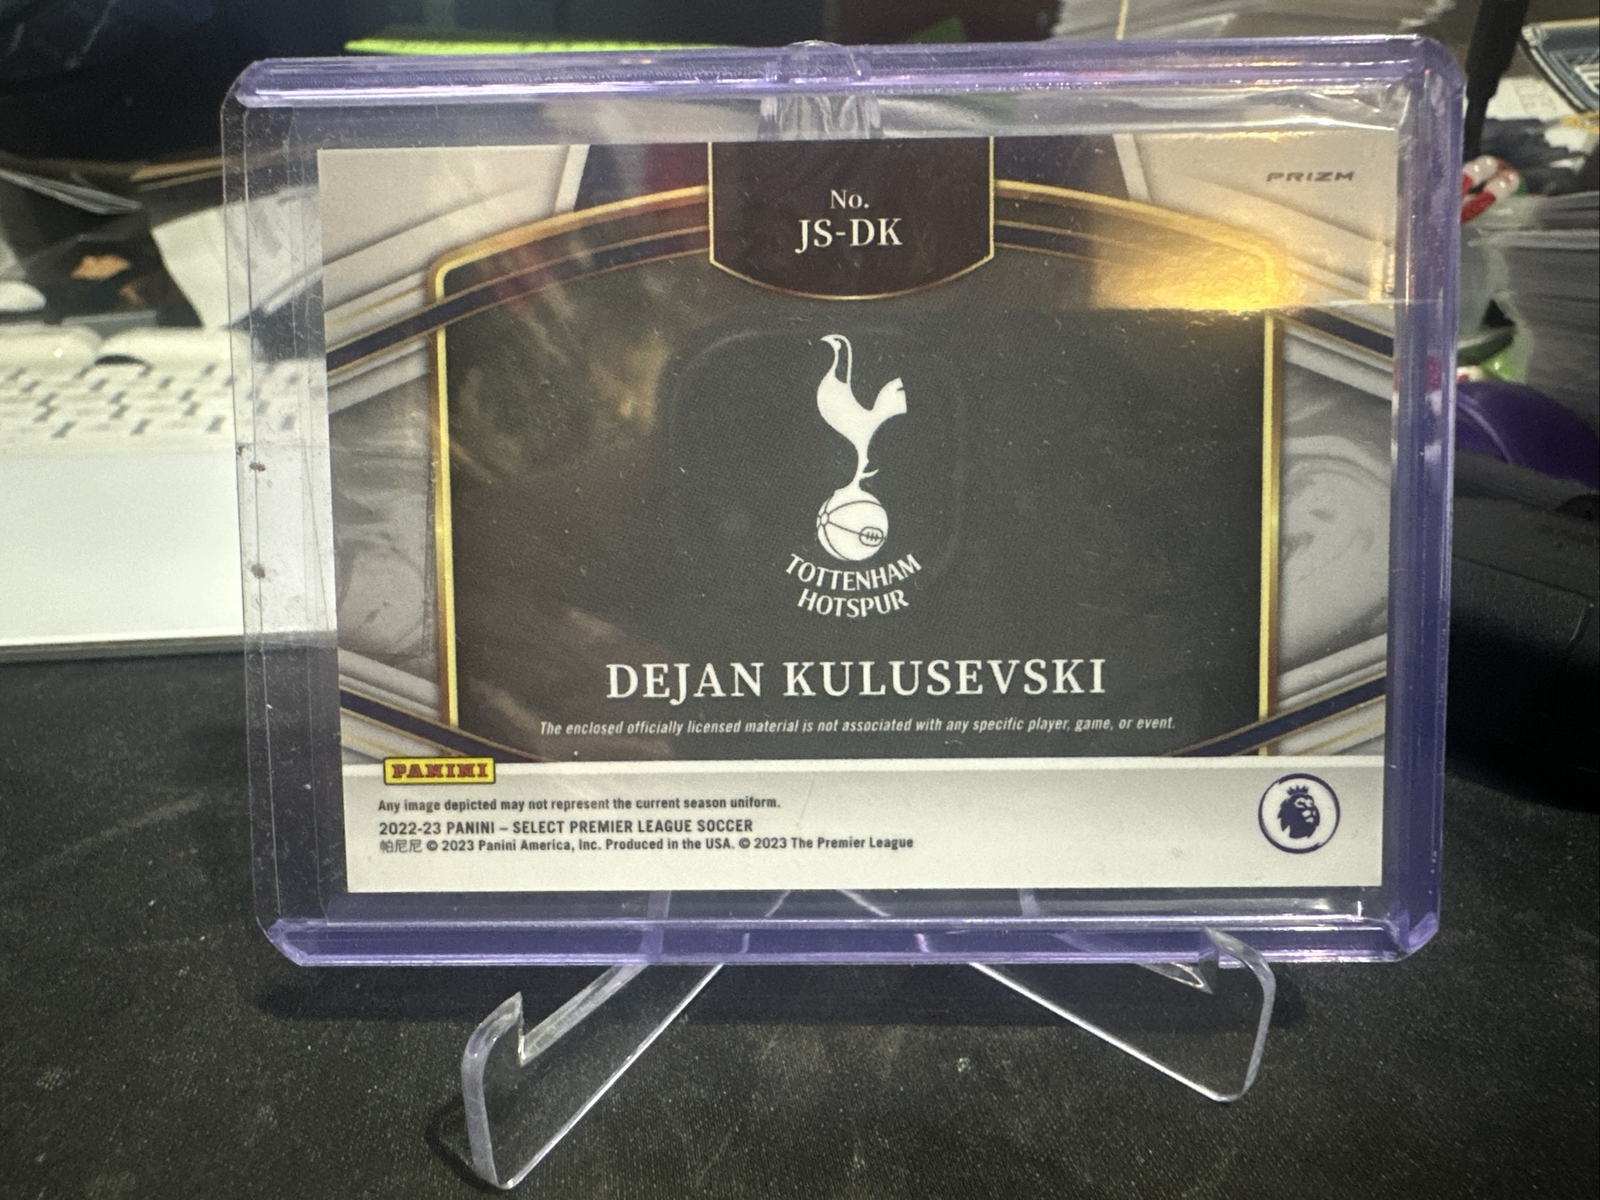 PRIZM
No.
JS-DK
TOTTENHAM
HOTSPUR
DEJAN KULUSEVSKI
The enclosed officially licensed material is not associated with any specific player, game, or event.
PANINI
Any image depicted may not represent the current season uniform.
2022-23 PANINI – SELECT PREMIER LEAGUE SOCCER
帕尼尼 © 2023 Panini America, Inc. Produced in the USA. © 2023 The Premier League